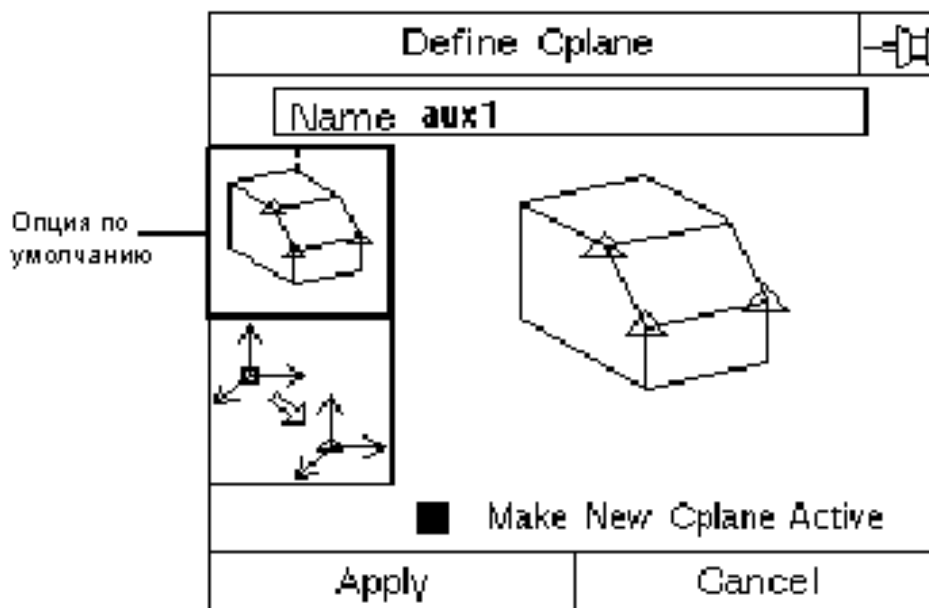 Define Cplane
Name aux1
Опция по
умолчанию
Make New Cplane Active
Apply
Cancel